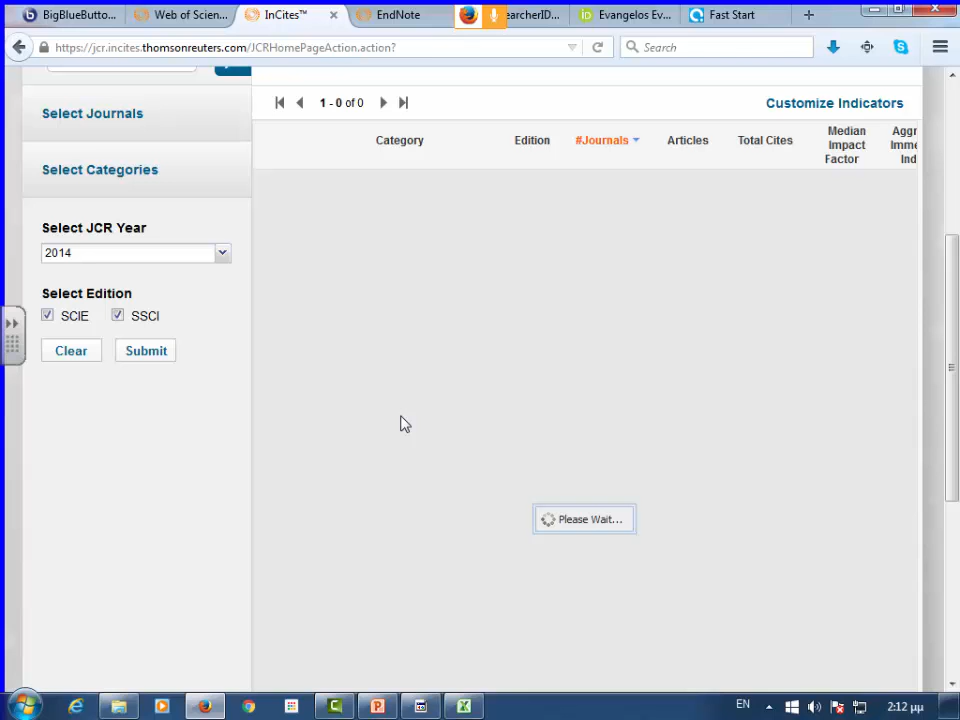 BigBlueButto...
Web of Scien...
InCites™
EndNote
earcherID...
Evangelos Ev...
Fast Start
https://jcr.incites.thomsonreuters.com/JCRHomePageAction.action?
Search
Select Journals
Select Categories
Select JCR Year
2014
Select Edition
SCIE SSCI
Clear Submit
1 - 0 of 0
Customize Indicators
Category Edition #Journals Articles Total Cites Median Impact Factor Aggr Imme Ind
Please Wait...
EN
2:12 μμ